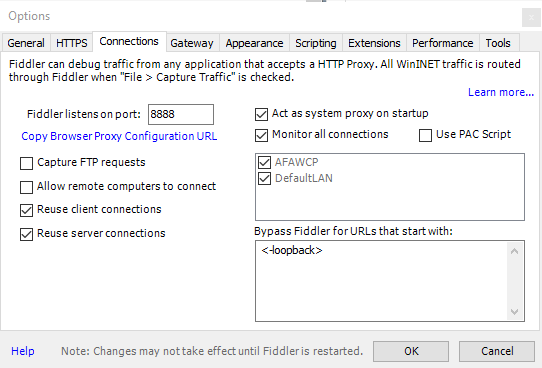 Options
General HTTPS Connections Gateway Appearance Scripting Extensions Performance Tools
Fiddler can debug traffic from any application that accepts a HTTP Proxy. All WinINET traffic is routed
through Fiddler when "File > Capture Traffic" is checked.
Learn more...
Fiddler listens on port: 8888
Copy Browser Proxy Configuration URL
Capture FTP requests
Allow remote computers to connect
Reuse client connections
Reuse server connections
Act as system proxy on startup
Monitor all connections
Use PAC Script
AFAWCP
DefaultLAN
Bypass Fiddler for URLs that start with:
<-loopback>
Help
Note: Changes may not take effect until Fiddler is restarted.
OK
Cancel